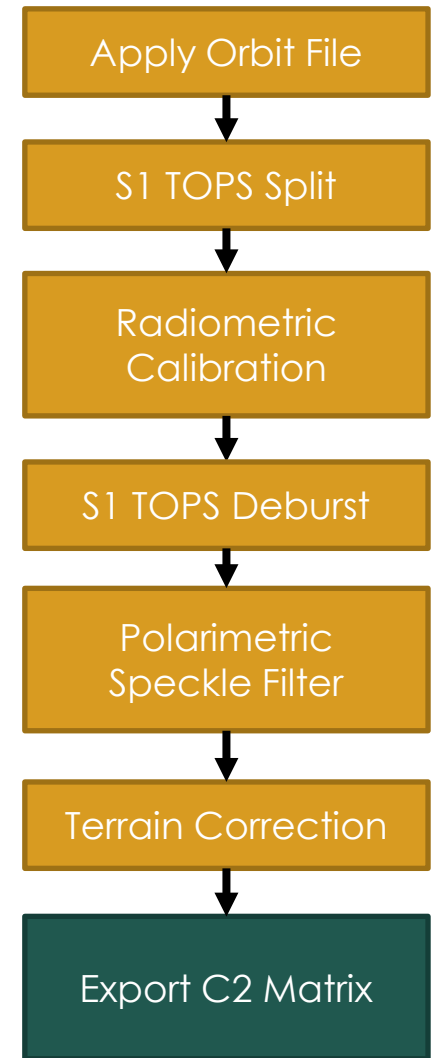 Apply Orbit File
S1 TOPS Split
Radiometric
Calibration
S1 TOPS Deburst
Polarimetric
Speckle Filter
Terrain Correction
Export C2 Matrix